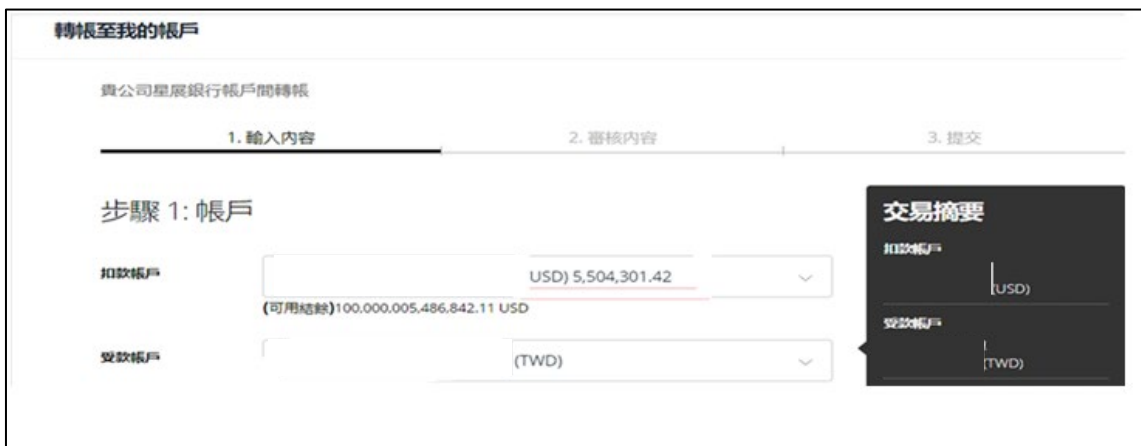 轉帳至我的帳戶
貴公司星展銀行帳戶間轉帳
1. 輸入內容
2. 審核內容
3. 提交
步驟 1: 帳戶
扣款帳戶
USD) 5,504,301.42
(可用結餘)100,000,005,486,842.11 USD
受款帳戶
(TWD)
交易摘要
扣款帳戶
(USD)
受款帳戶
(TWD)